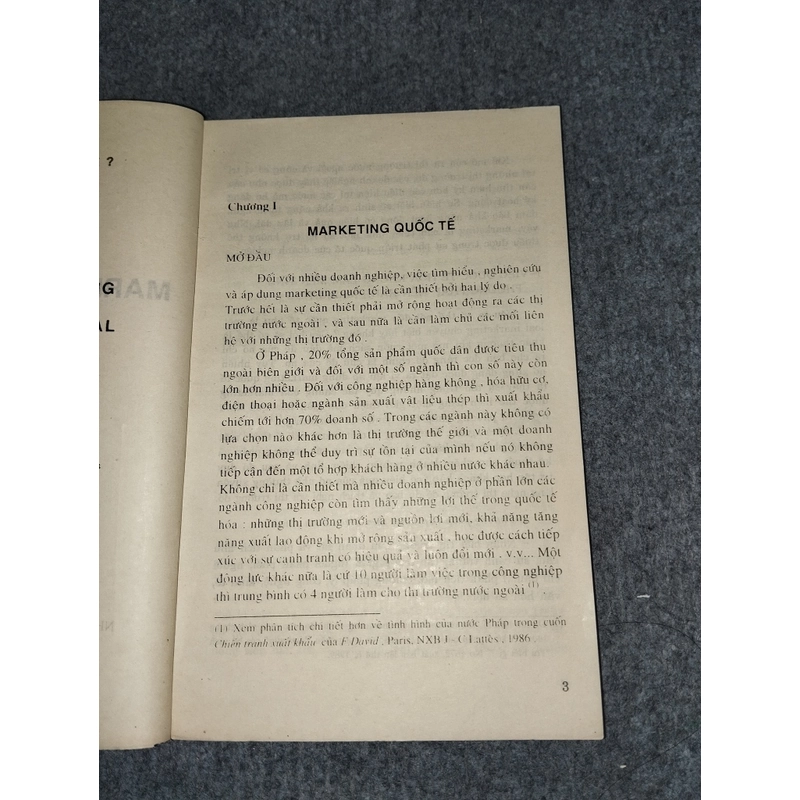 ?
NG
AL
MAR
Chương I
MARKETING QUỐC TẾ
MỞ ĐẦU
Đối với nhiều doanh nghiệp, việc tìm hiểu , nghiên cứu
và áp dụng marketing quốc tế là cần thiết bởi hai lý do .
Trước hết là sự cần thiết phải mở rộng hoạt động ra các thị
trường nước ngoài , và sau nữa là cần làm chủ các mối liên
hệ với những thị trường đó .
Ở Pháp , 20% tổng sản phẩm quốc dân được tiêu thụ
ngoài biên giới và đối với một số ngành thì con số này còn
lớn hơn nhiều . Đối với công nghiệp hàng không , hóa hữu cơ,
điện thoại hoặc ngành sản xuất vật liệu thép thì xuất khẩu
chiếm tới hơn 70% doanh số . Trong các ngành này không có
lựa chọn nào khác hơn là thị trường thế giới và một doanh
nghiệp không thể duy trì sự tồn tại của mình nếu nó không
tiếp cận đến một tổ hợp khách hàng ở nhiều nước khác nhau.
Không chỉ là cần thiết mà nhiều doanh nghiệp ở phần lớn các
ngành công nghiệp còn tìm thấy những lợi thế trong quốc tế
hóa : những thị trường mới và nguồn lợi mới, khả năng tăng
năng xuất lao động khi mở rộng sản xuất , học được cách tiếp
xúc với sự cạnh tranh có hiệu quả và luôn đổi mới . v.v... Một
động lực khác nữa là cứ 10 người làm việc trong công nghiệp
thì trung bình có 4 người làm cho thị trường nước ngoài (1) .
(1) Xem phân tích chi tiết hơn về tình hình của nước Pháp trong cuốn
Chiến tranh xuất khẩu của F David , Paris, NXB J - C Lattès , 1986
3